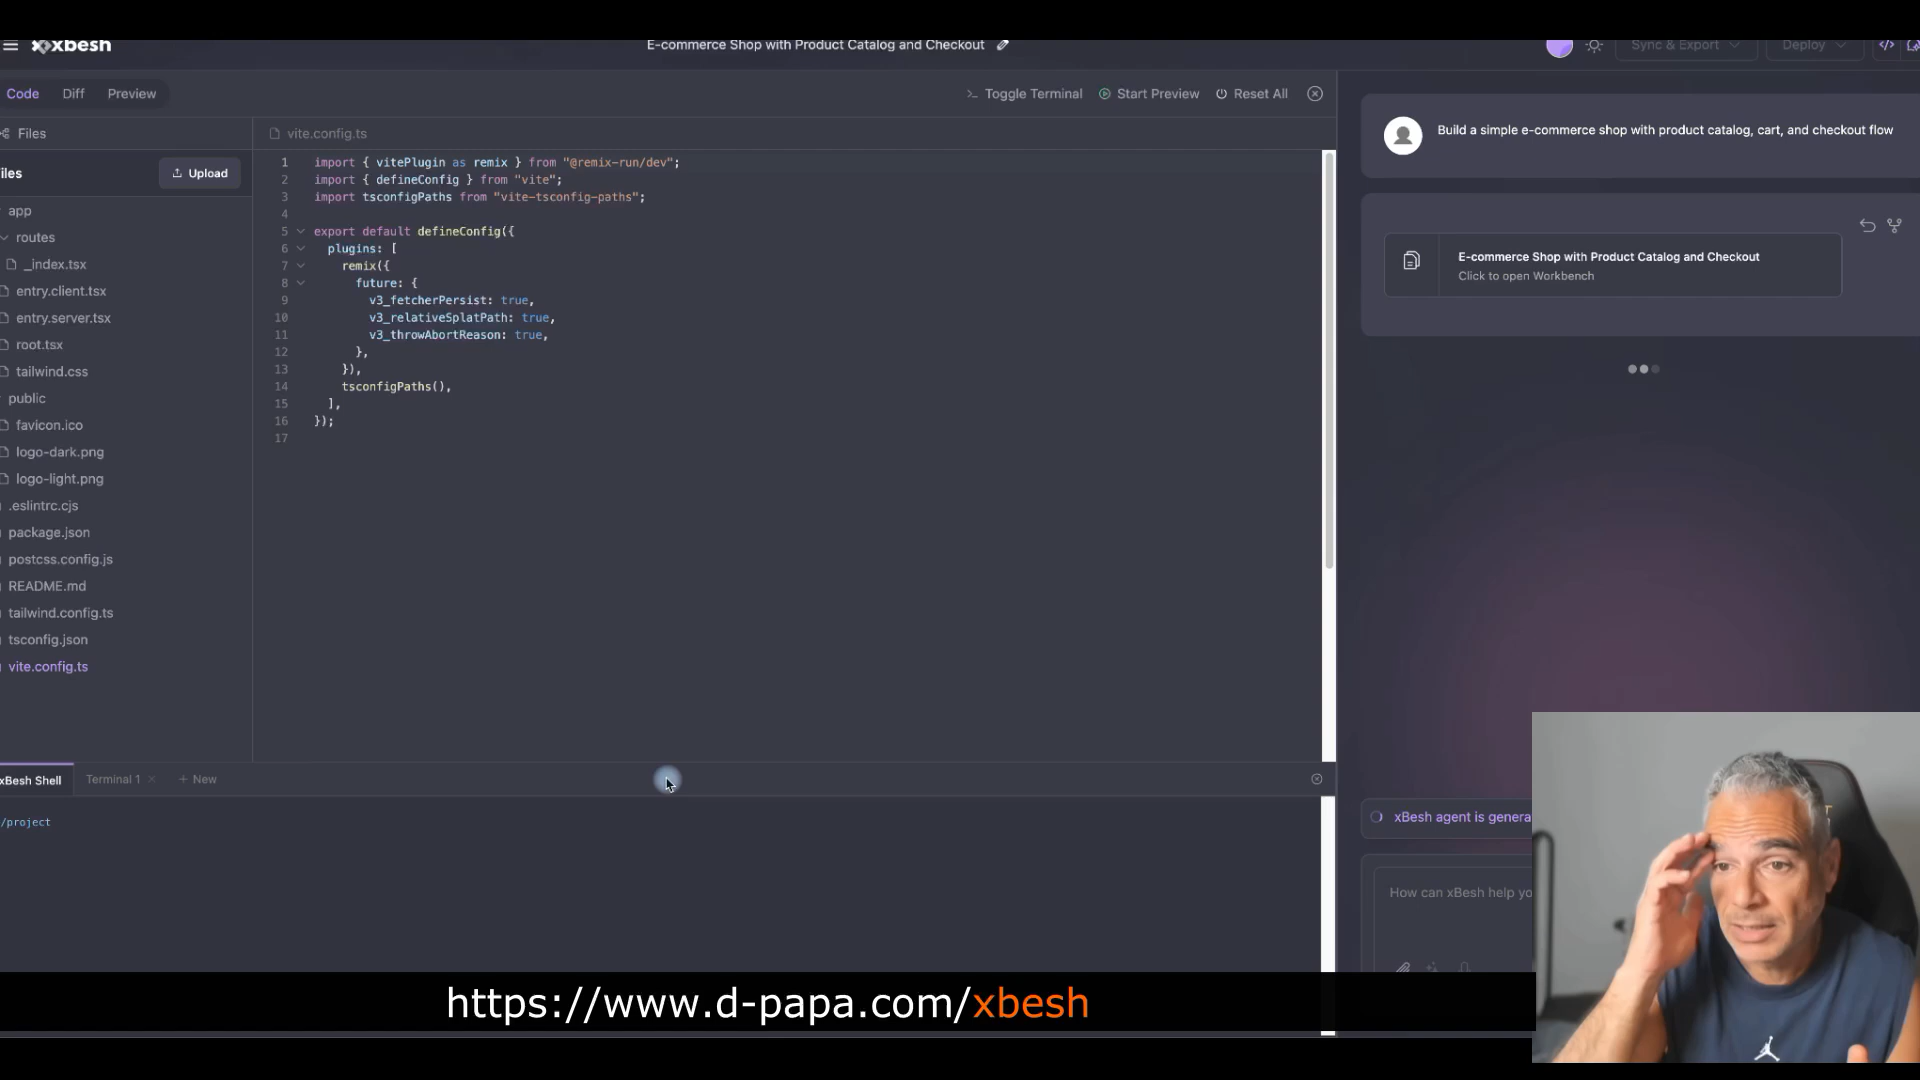 xbesh
E-commerce Shop with Product Catalog and Checkout
Sync & Export
Deploy
Code
Diff
Preview
Toggle Terminal
Start Preview
Reset All
Files
vite.config.ts
Upload
app
routes
_index.tsx
entry.client.tsx
entry.server.tsx
root.tsx
tailwind.css
public
favicon.ico
logo-dark.png
logo-light.png
.eslintrc.cjs
package.json
postcss.config.js
README.md
tailwind.config.ts
tsconfig.json
vite.config.ts
1 import { vitePlugin as remix } from "@remix-run/dev";
2 import { defineConfig } from "vite";
3 import tsconfigPaths from "vite-tsconfig-paths";
4
5 export default defineConfig({
6 plugins: [
7 remix({
8 future: {
9 v3_fetcherPersist: true,
10 v3_relativeSplatPath: true,
11 v3_throwAbortReason: true,
12 },
13 }),
14 tsconfigPaths(),
15 ],
16 });
17
Build a simple e-commerce shop with product catalog, cart, and checkout flow
E-commerce Shop with Product Catalog and Checkout
Click to open Workbench
xBesh agent is
How can xBesh help
xBesh Shell
Terminal 1
+ New
/project
https://www.d-papa.com/xbesh